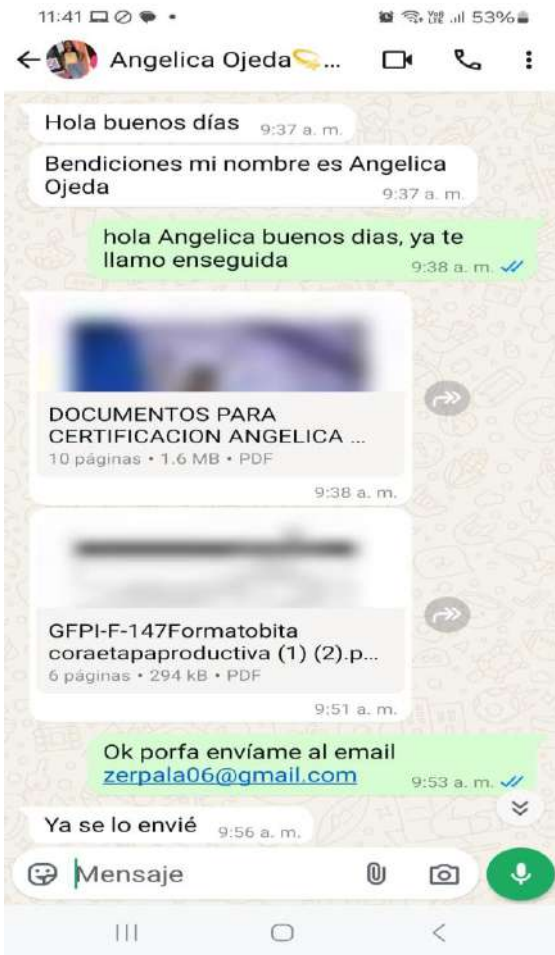 11:41
53%
Angelica Ojeda💫...
Hola buenos días 9:37 a. m.
Bendiciones mi nombre es Angelica
Ojeda 9:37 a. m.
hola Angelica buenos dias, ya te
llamo enseguida 9:38 a. m.
DOCUMENTOS PARA
CERTIFICACION ANGELICA ...
10 páginas • 1.6 MB • PDF
9:38 a. m.
GFPI-F-147Formatobita
coraetapaproductiva (1) (2).p...
6 páginas • 294 kB • PDF
9:51 a. m.
Ok porfa envíame al email
zerpala06@gmail.com 9:53 a. m.
Ya se lo envié 9:56 a. m.
Mensaje